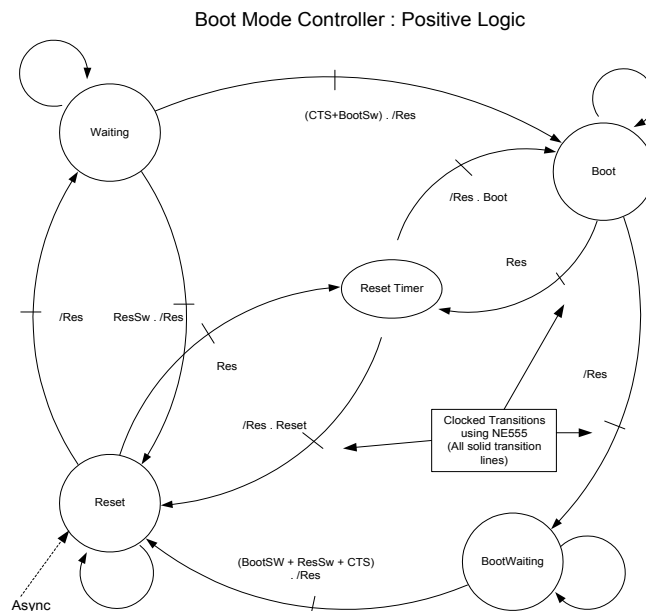 Boot Mode Controller : Positive Logic
Waiting
(CTS+BootSw) . /Res
Boot
/Res . Boot
Res
Reset Timer
/Res
ResSw . /Res
Res
/Res
/Res . Reset
Clocked Transitions
using NE555
(All solid transition
lines)
Reset
(BootSW + ResSw + CTS)
. /Res
BootWaiting
Async